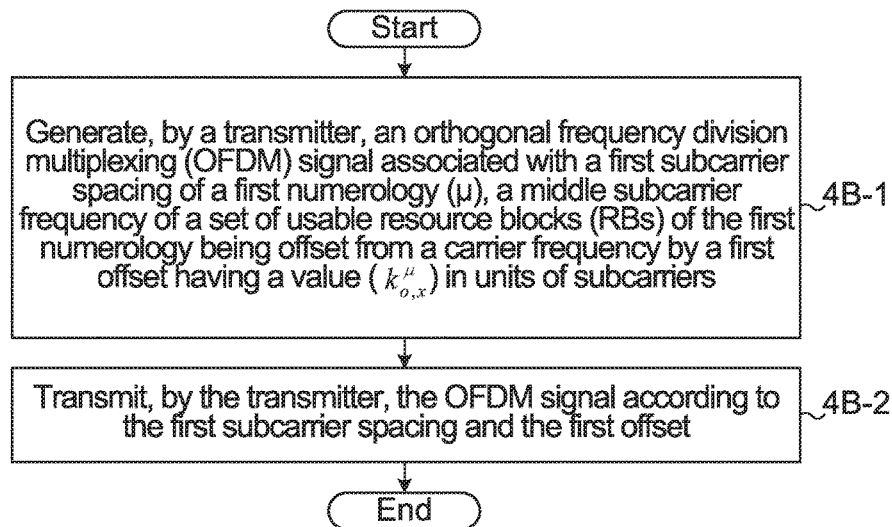 Start
Generate, by a transmitter, an orthogonal frequency division
multiplexing (OFDM) signal associated with a first subcarrier
spacing of a first numerology (μ), a middle subcarrier
frequency of a set of usable resource blocks (RBs) of the first
numerology being offset from a carrier frequency by a first
offset having a value ( k^μ_{o,x} ) in units of subcarriers
4B-1
Transmit, by the transmitter, the OFDM signal according to
the first subcarrier spacing and the first offset
4B-2
End